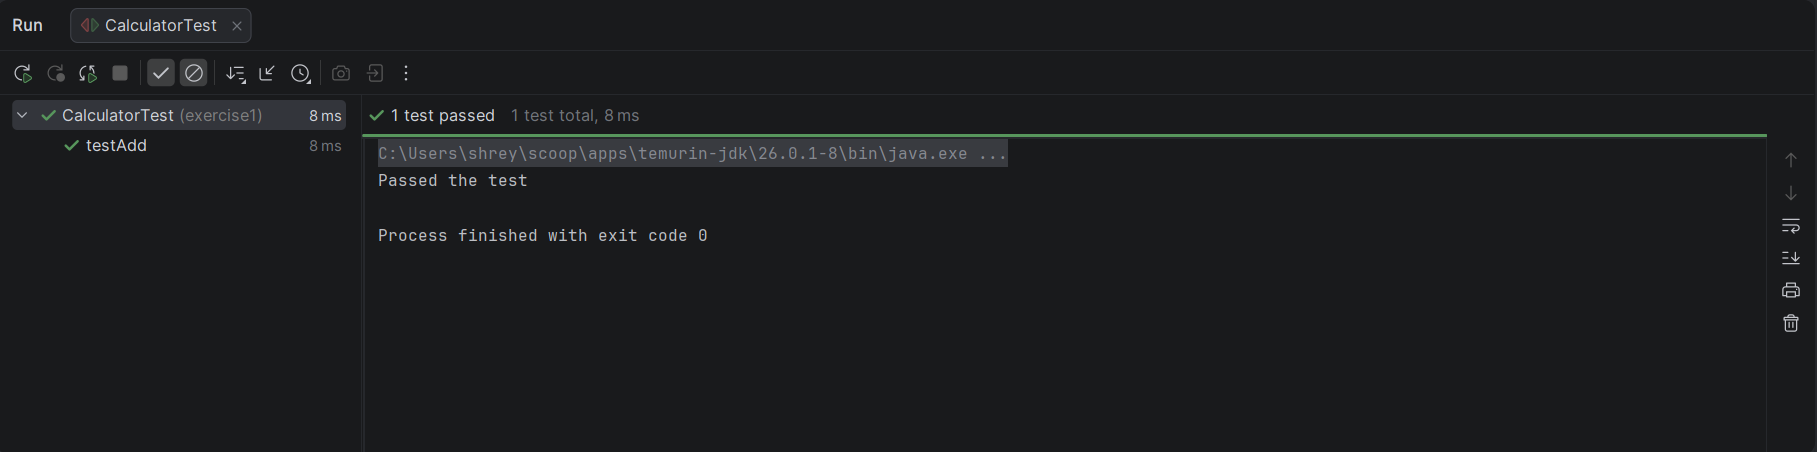 Run CalculatorTest
CalculatorTest (exercise1) 8 ms
testAdd 8 ms
1 test passed 1 test total, 8 ms
C:\Users\shrey\scoop\apps\temurin-jdk\26.0.1-8\bin\java.exe ...
Passed the test
Process finished with exit code 0